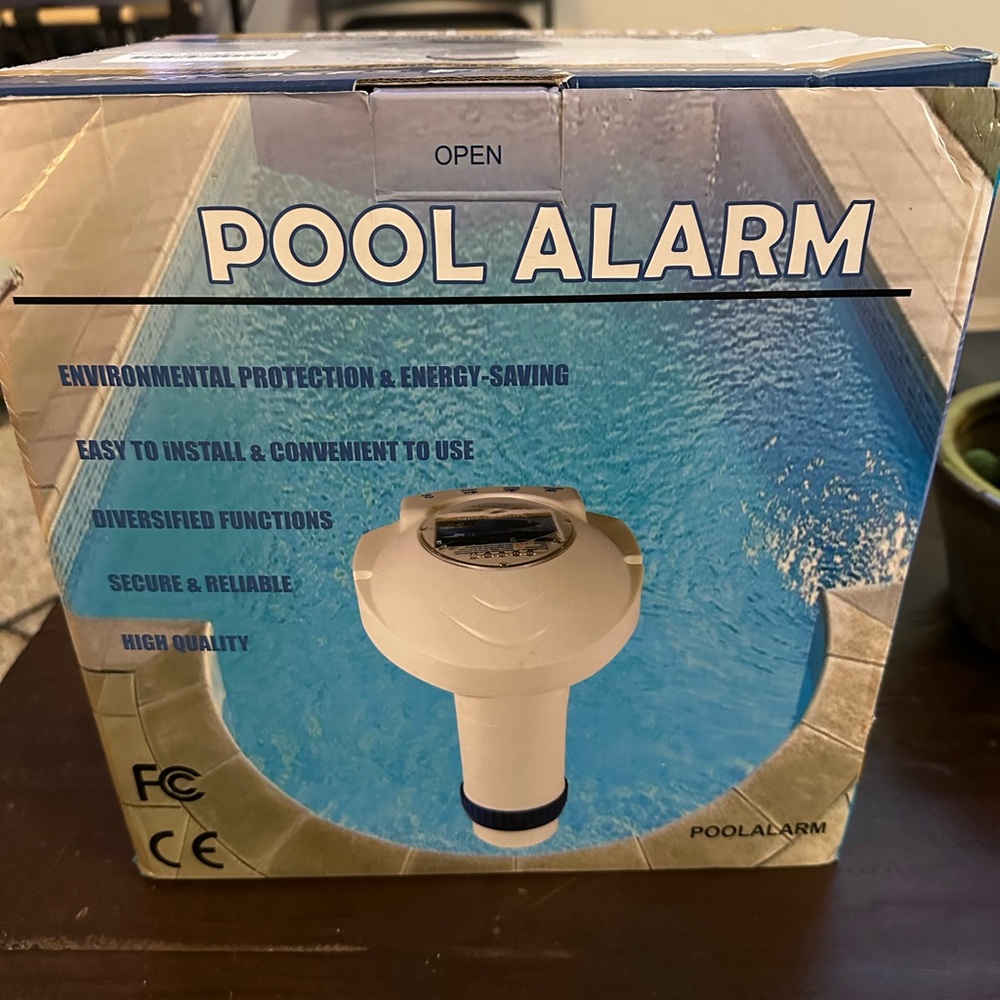 OPEN
POOL ALARM
ENVIRONMENTAL PROTECTION & ENERGY-SAVING
EASY TO INSTALL & CONVENIENT TO USE
DIVERSIFIED FUNCTIONS
SECURE & RELIABLE
HIGH QUALITY
FC
CE
POOLALARM